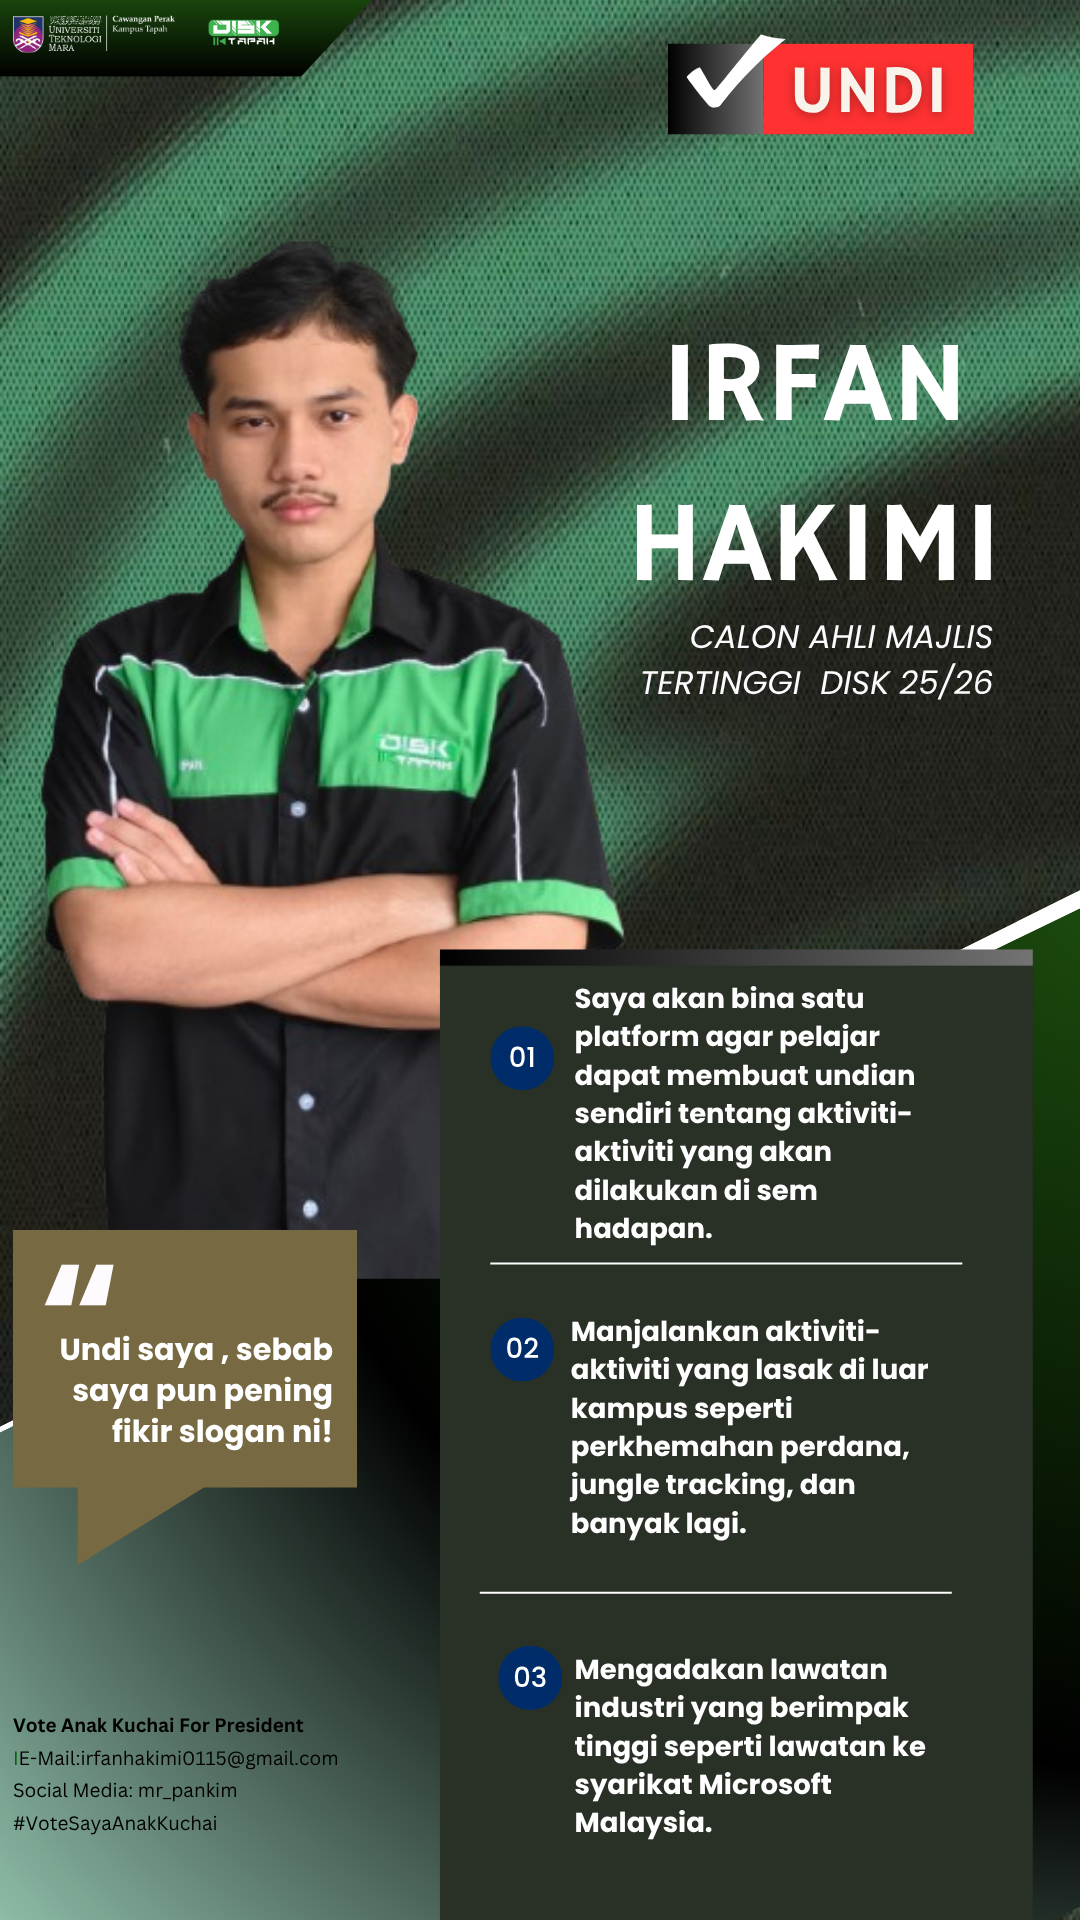 UNIVERSITI
TEKNOLOGI
MARA
Cawangan Perak
Kampus Tapah
DISK
TAPAH
UNDI
IRFAN
HAKIMI
CALON AHLI MAJLIS
TERTINGGI DISK 25/26
DISK
TAPAH
01
Saya akan bina satu
platform agar pelajar
dapat membuat undian
sendiri tentang aktiviti-
aktiviti yang akan
dilakukan di sem
hadapan.
02
Manjalankan aktiviti-
aktiviti yang lasak di luar
kampus seperti
perkhemahan perdana,
jungle tracking, dan
banyak lagi.
03
Mengadakan lawatan
industri yang berimpak
tinggi seperti lawatan ke
syarikat Microsoft
Malaysia.
“
Undi saya , sebab
saya pun pening
fikir slogan ni!
Vote Anak Kuchai For President
IE-Mail:irfanhakimi0115@gmail.com
Social Media: mr_pankim
#VoteSayaAnakKuchai